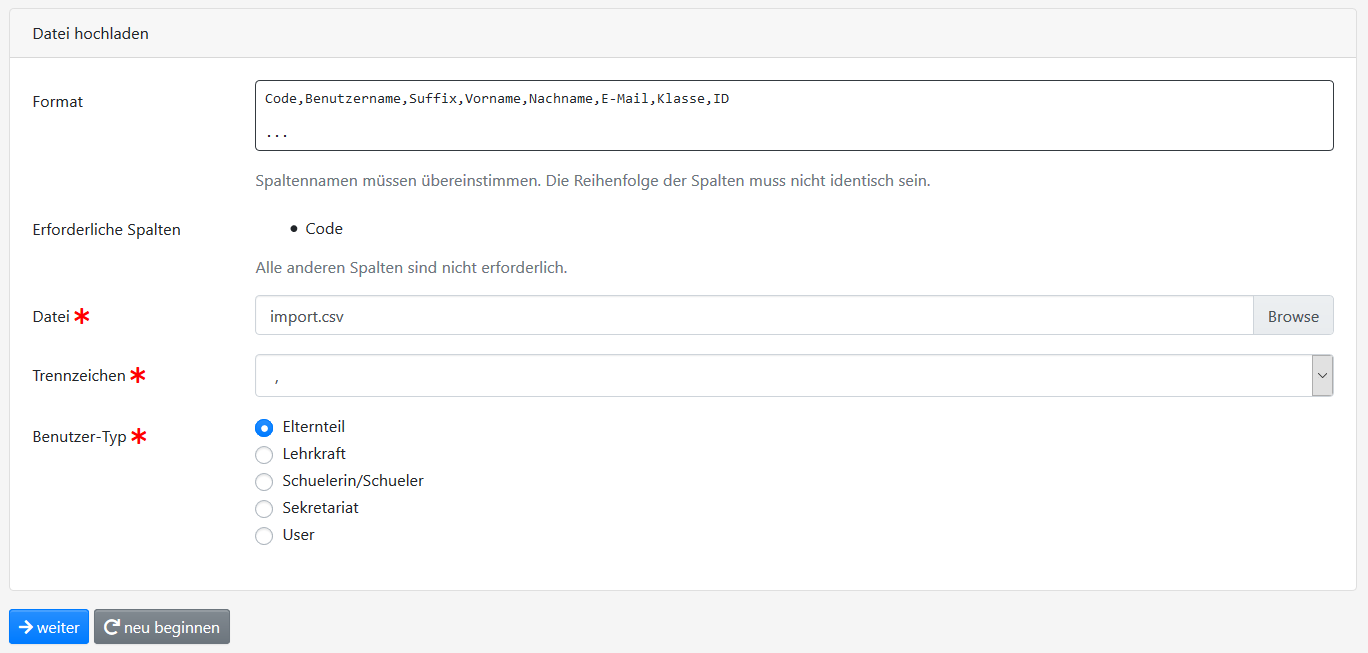 Datei hochladen
Format
Code,Benutzername,Suffix,Vorname,Nachname,E-Mail,Klasse,ID
...
Spaltennamen müssen übereinstimmen. Die Reihenfolge der Spalten muss nicht identisch sein.
Erforderliche Spalten
• Code
Alle anderen Spalten sind nicht erforderlich.
Datei * import.csv Browse
Trennzeichen * ,
Benutzer-Typ *
Elternteil
Lehrkraft
Schuelerin/Schueler
Sekretariat
User
weiter neu beginnen